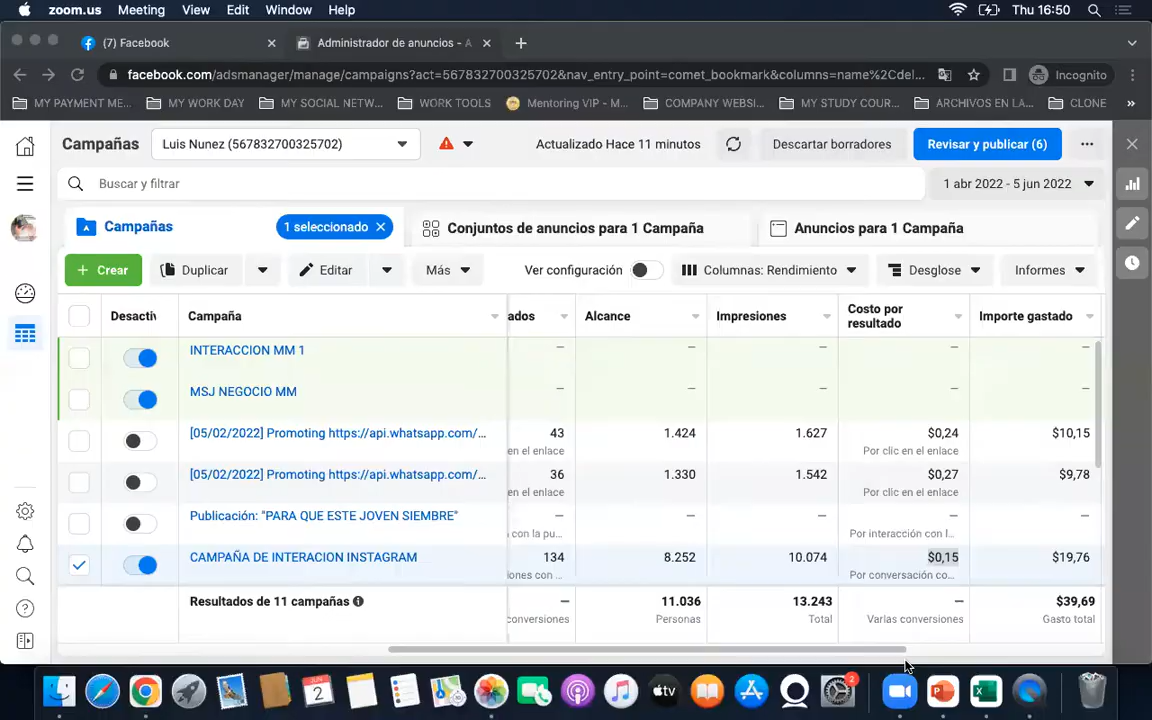 zoom.us Meeting View Edit Window Help Thu 16:50
(7) Facebook Administrador de anuncios - A
facebook.com/adsmanager/manage/campaigns?act=567832700325702&nav_entry_point=comet_bookmark&columns=name%2Cdel... Incognito
MY PAYMENT ME... MY WORK DAY MY SOCIAL NETW... WORK TOOLS Mentoring VIP - M... COMPANY WEBSI... MY STUDY COUR... ARCHIVOS EN LA... CLONE »
Campañas Luis Nunez (567832700325702) Actualizado Hace 11 minutos Descartar borradores Revisar y publicar (6)
Buscar y filtrar 1 abr 2022 - 5 jun 2022
Campañas 1 seleccionado Conjuntos de anuncios para 1 Campaña Anuncios para 1 Campaña
+ Crear Duplicar Editar Más Ver configuración Columnas: Rendimiento Desglose Informes
Desactiv Campaña ados Alcance Impresiones Costo por resultado Importe gastado
INTERACCION MM 1 — — — — —
MSJ NEGOCIO MM — — — — —
[05/02/2022] Promoting https://api.whatsapp.com/... 43 1.424 1.627 $0,24 $10,15
en el enlace Por clic en el enlace
[05/02/2022] Promoting https://api.whatsapp.com/... 36 1.330 1.542 $0,27 $9,78
en el enlace Por clic en el enlace
Publicación: "PARA QUE ESTE JOVEN SIEMBRE" — — — — —
con la pu... Por interacción con l...
CAMPAÑA DE INTERACION INSTAGRAM 134 8.252 10.074 $0,15 $19,76
iones con ... Por conversación co...
Resultados de 11 campañas — 11.036 13.243 — $39,69
conversiones Personas Total Varias conversiones Gasto total
JUN 2 tv 2